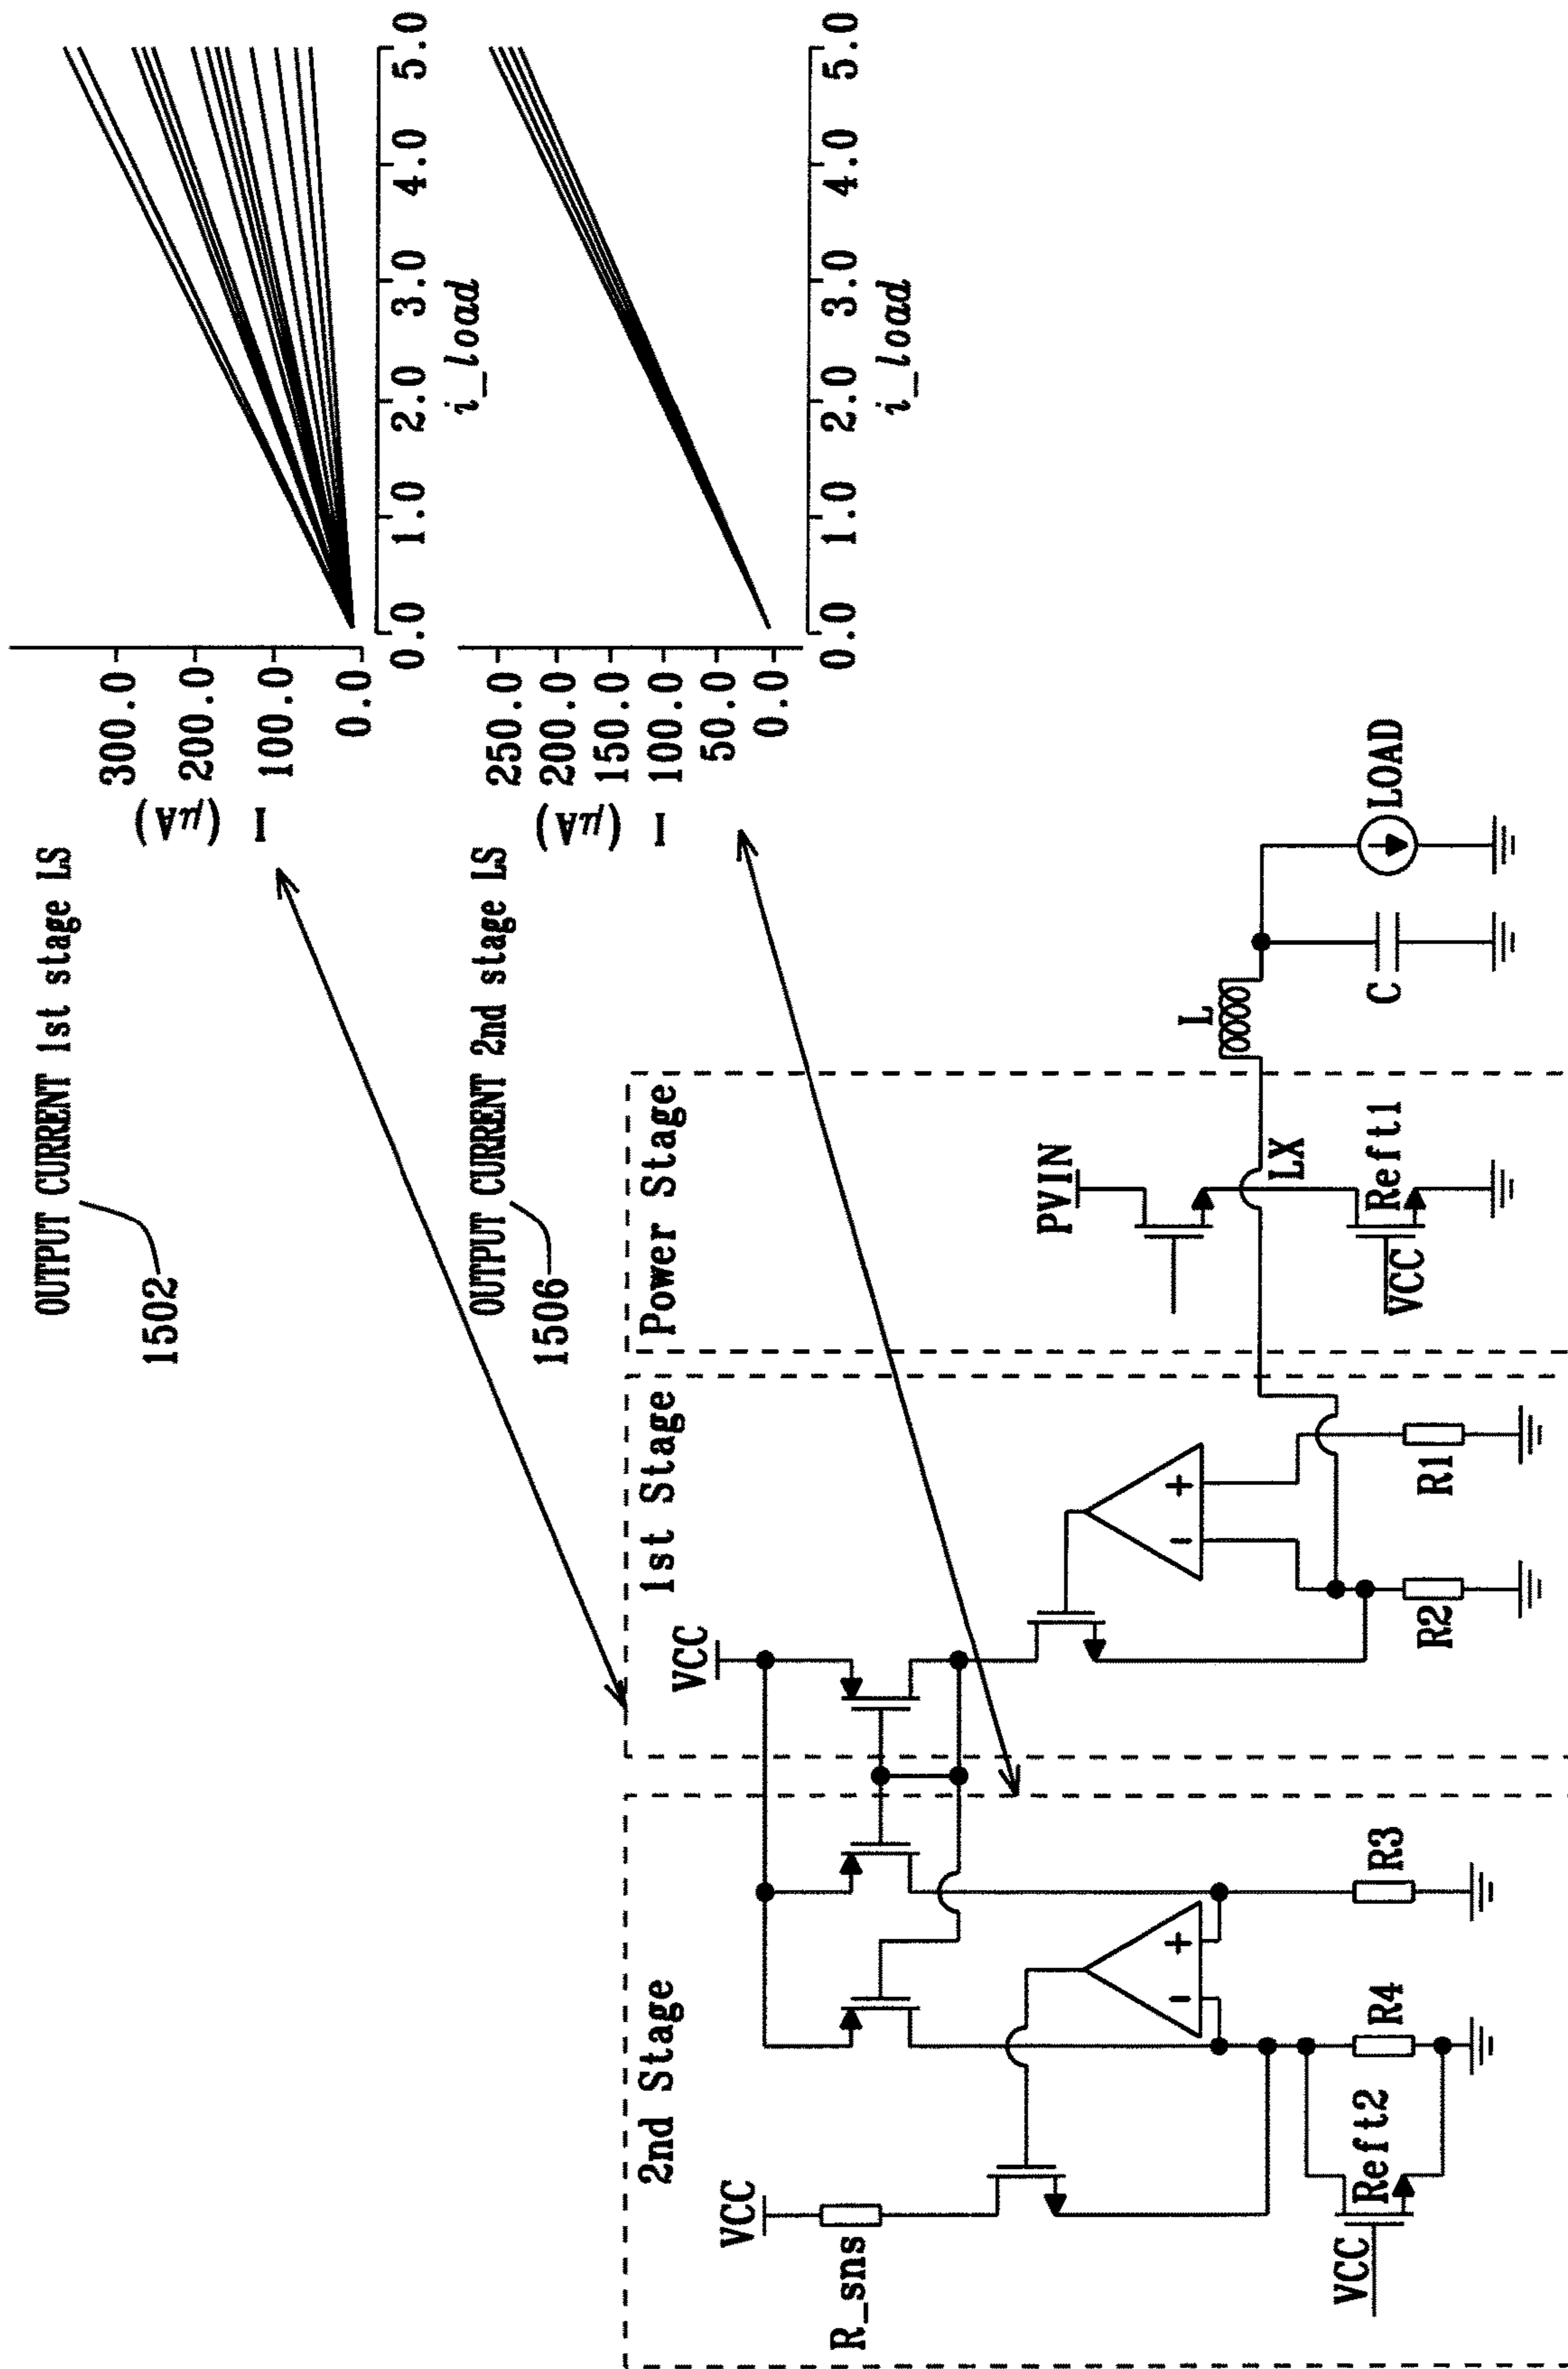 OUTPUT CURRENT 1st stage LS
1502
I (µA)
300.0
200.0
100.0
0.0
0.0 1.0 2.0 3.0 4.0 5.0
i_load
OUTPUT CURRENT 2nd stage LS
1506
I (µA)
250.0
200.0
150.0
100.0
50.0
0.0
0.0 1.0 2.0 3.0 4.0 5.0
i_load
2nd Stage
1st Stage
Power Stage
VCC
R_sns
VCC
Reft2
R4
R3
- +
VCC
- +
R2
R1
PVIN
LX
VCC
Reft1
L
C
LOAD